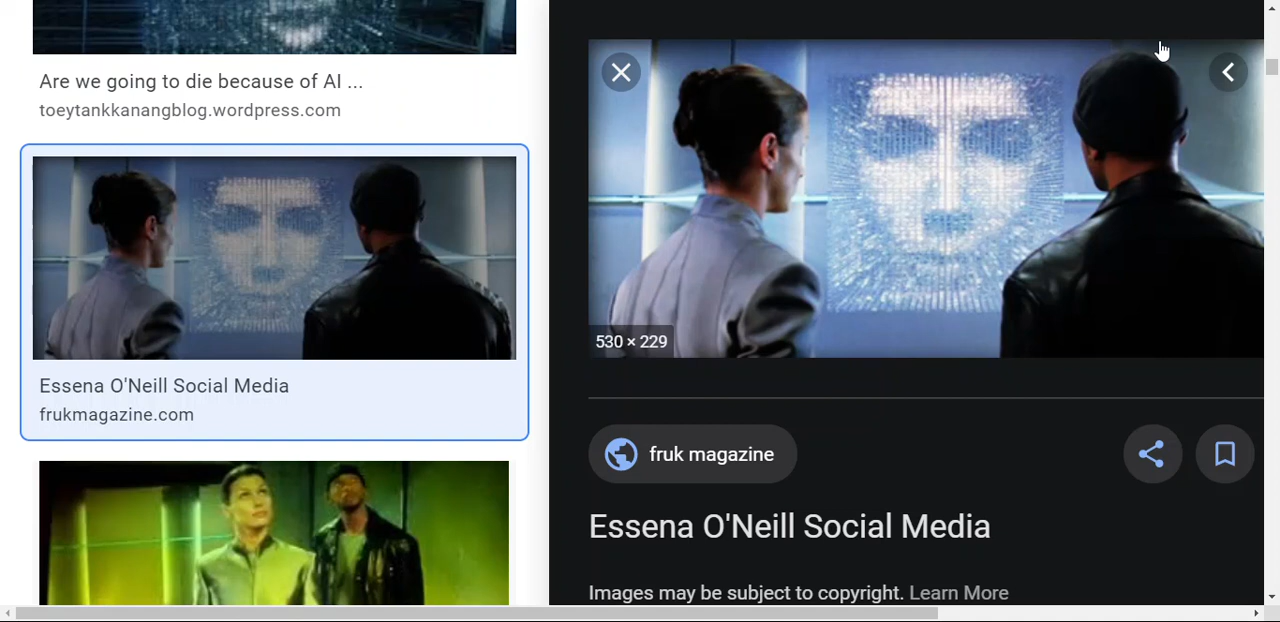 Are we going to die because of AI ...
toeytankkanangblog.wordpress.com
Essena O'Neill Social Media
frukmagazine.com
530 × 229
fruk magazine
Essena O'Neill Social Media
Images may be subject to copyright. Learn More